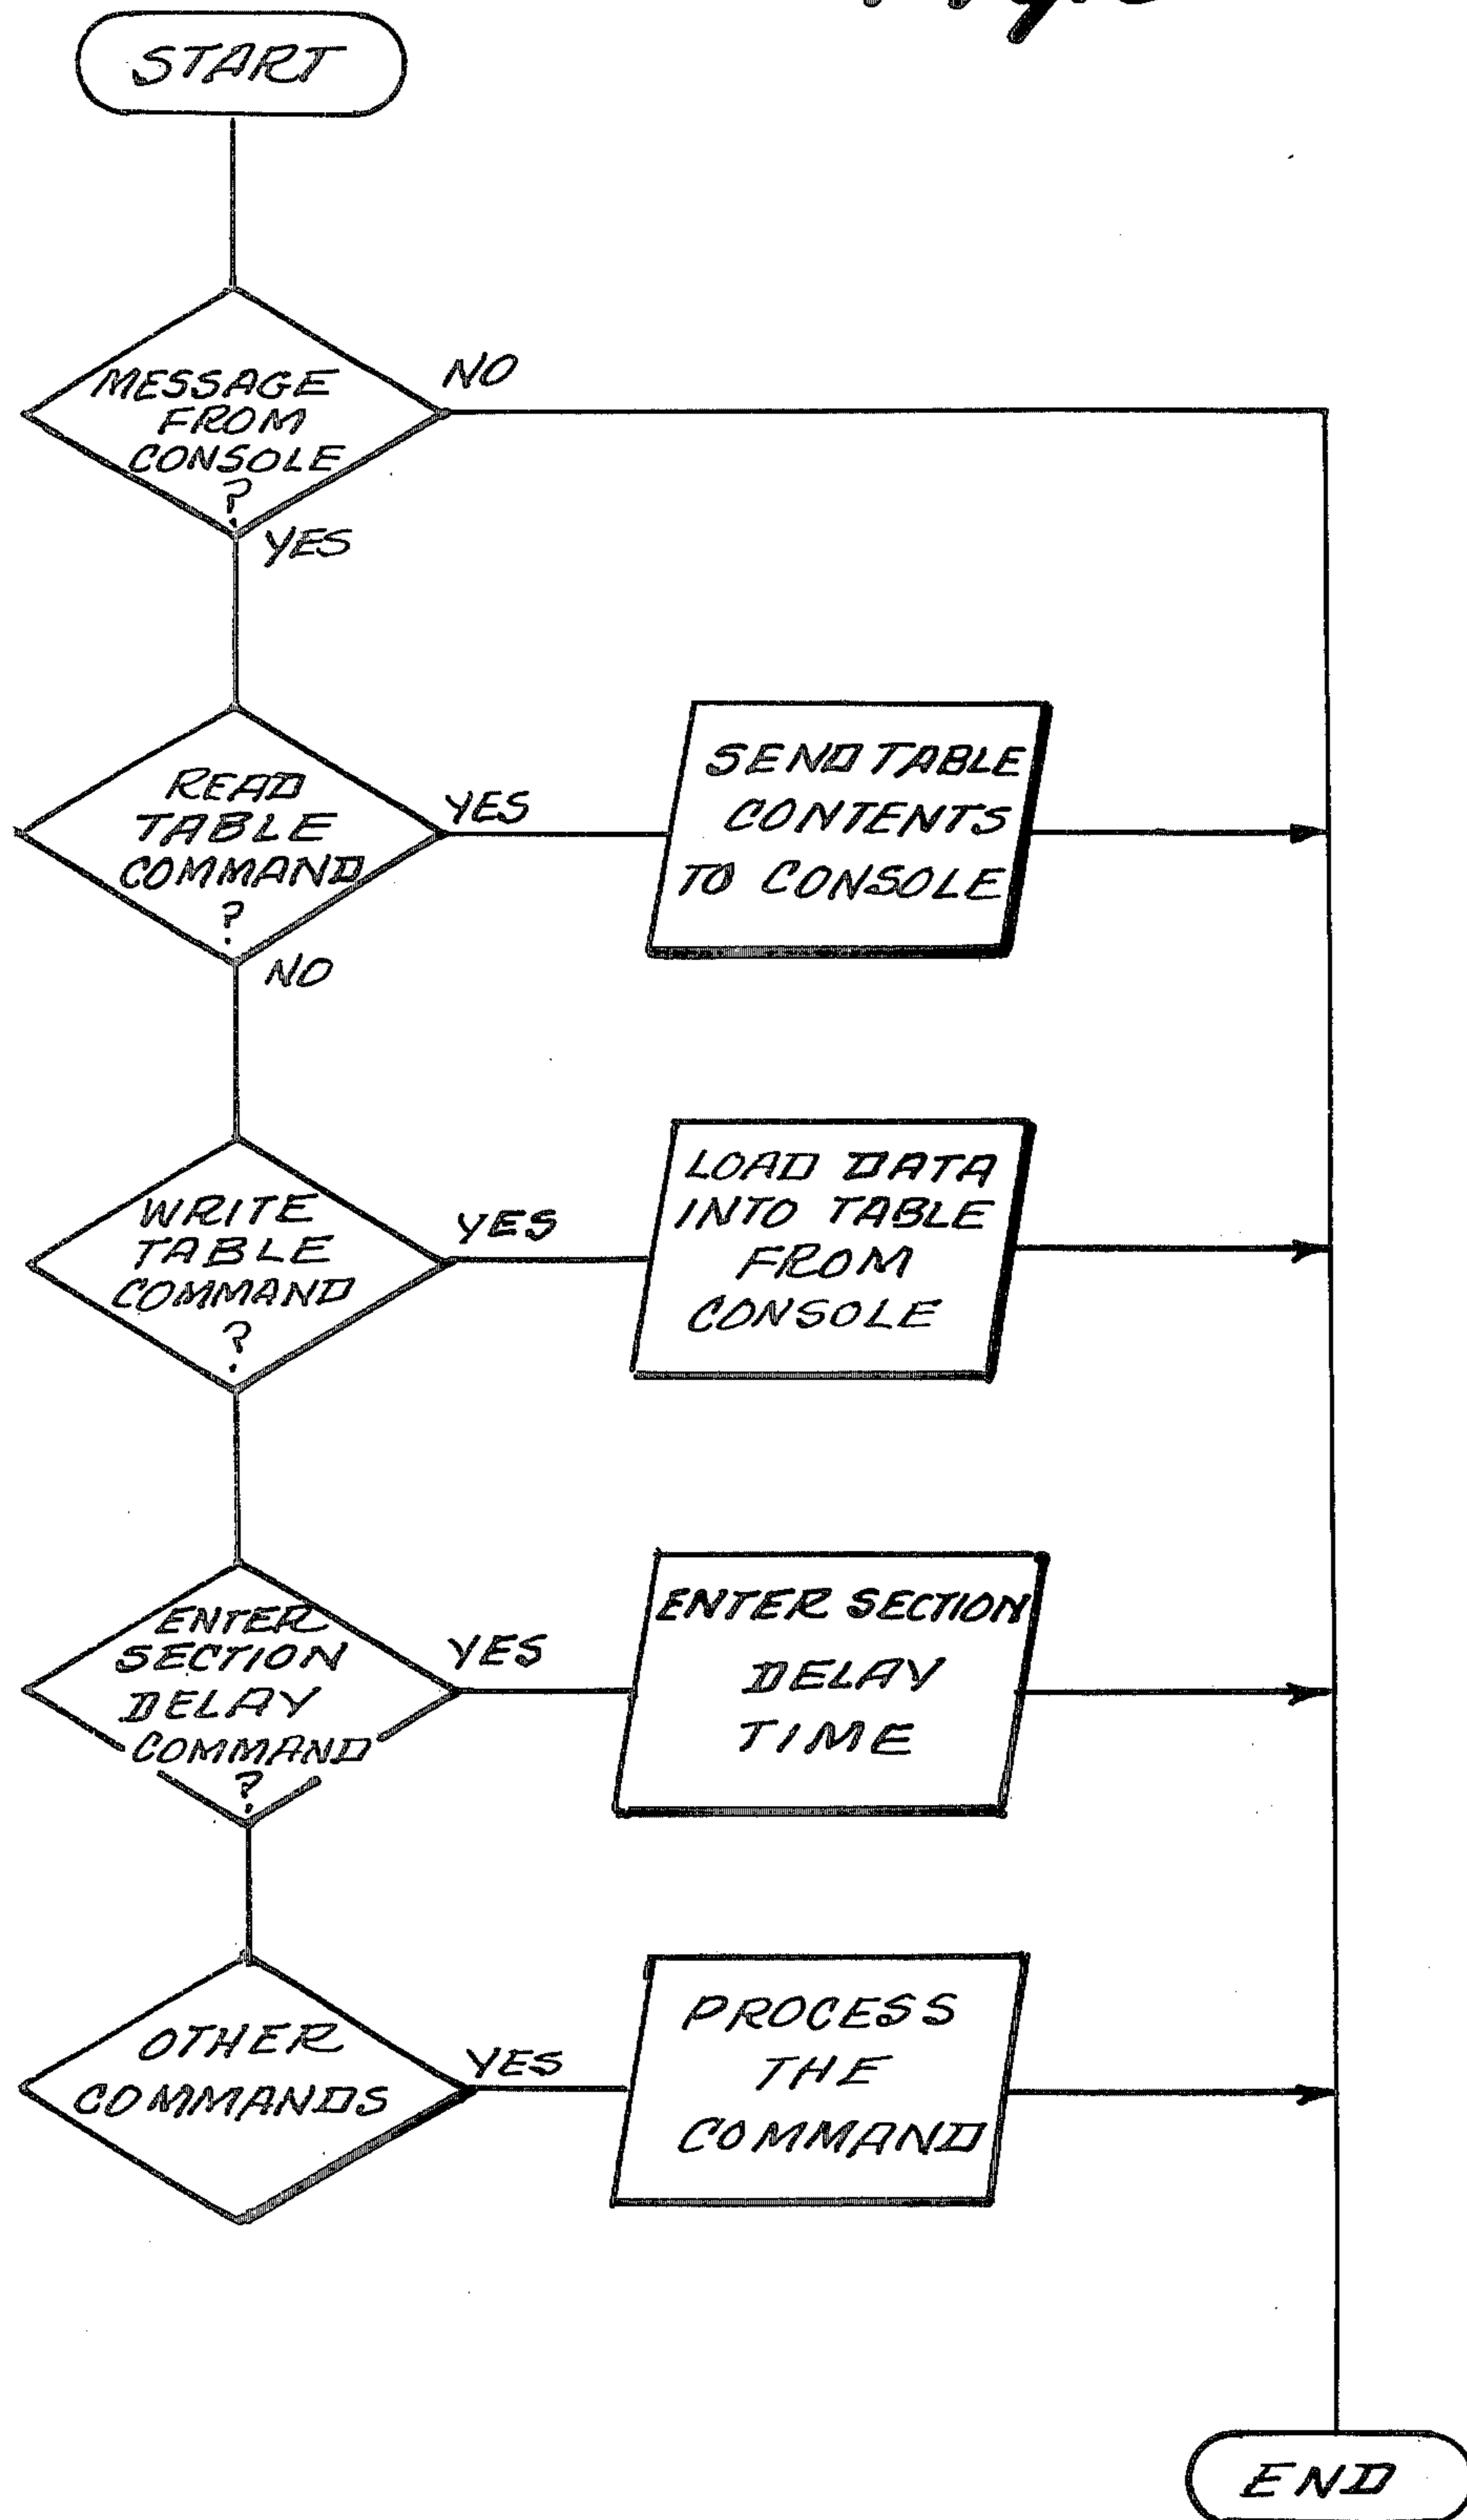 START
MESSAGE
FROM
CONSOLE
?
NO
YES
READ
TABLE
COMMAND
?
YES
SEND TABLE
CONTENTS
TO CONSOLE
NO
WRITE
TABLE
COMMAND
?
YES
LOAD DATA
INTO TABLE
FROM
CONSOLE
ENTER
SECTION
DELAY
COMMAND
?
YES
ENTER SECTION
DELAY
TIME
OTHER
COMMANDS
YES
PROCESS
THE
COMMAND
END